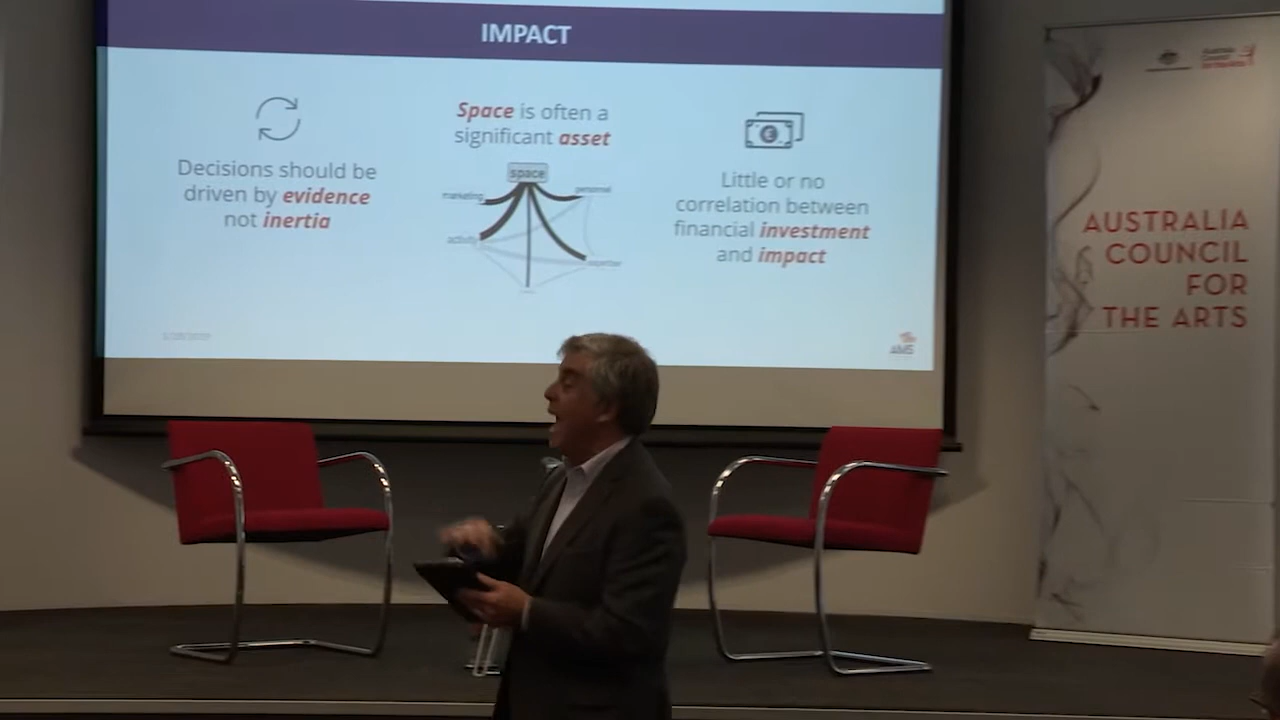 IMPACT
Decisions should be
driven by evidence
not inertia
Space is often a
significant asset
space
marketing
personnel
activity
expertise
Little or no
correlation between
financial investment
and impact
AMS
AUSTRALIA
COUNCIL
FOR
THE ARTS